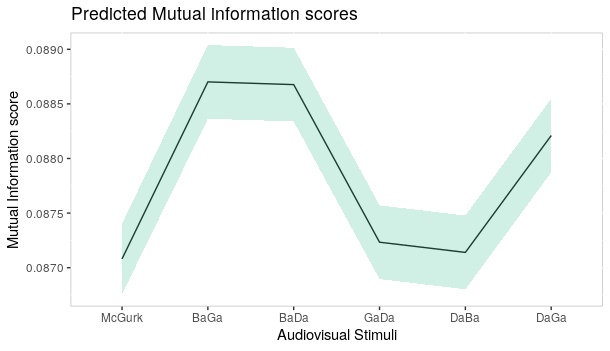 Predicted Mutual information scores
0.0890
0.0885
0.0880
0.0875
0.0870
Mutual Information score
McGurk BaGa BaDa GaDa DaBa DaGa
Audiovisual Stimuli